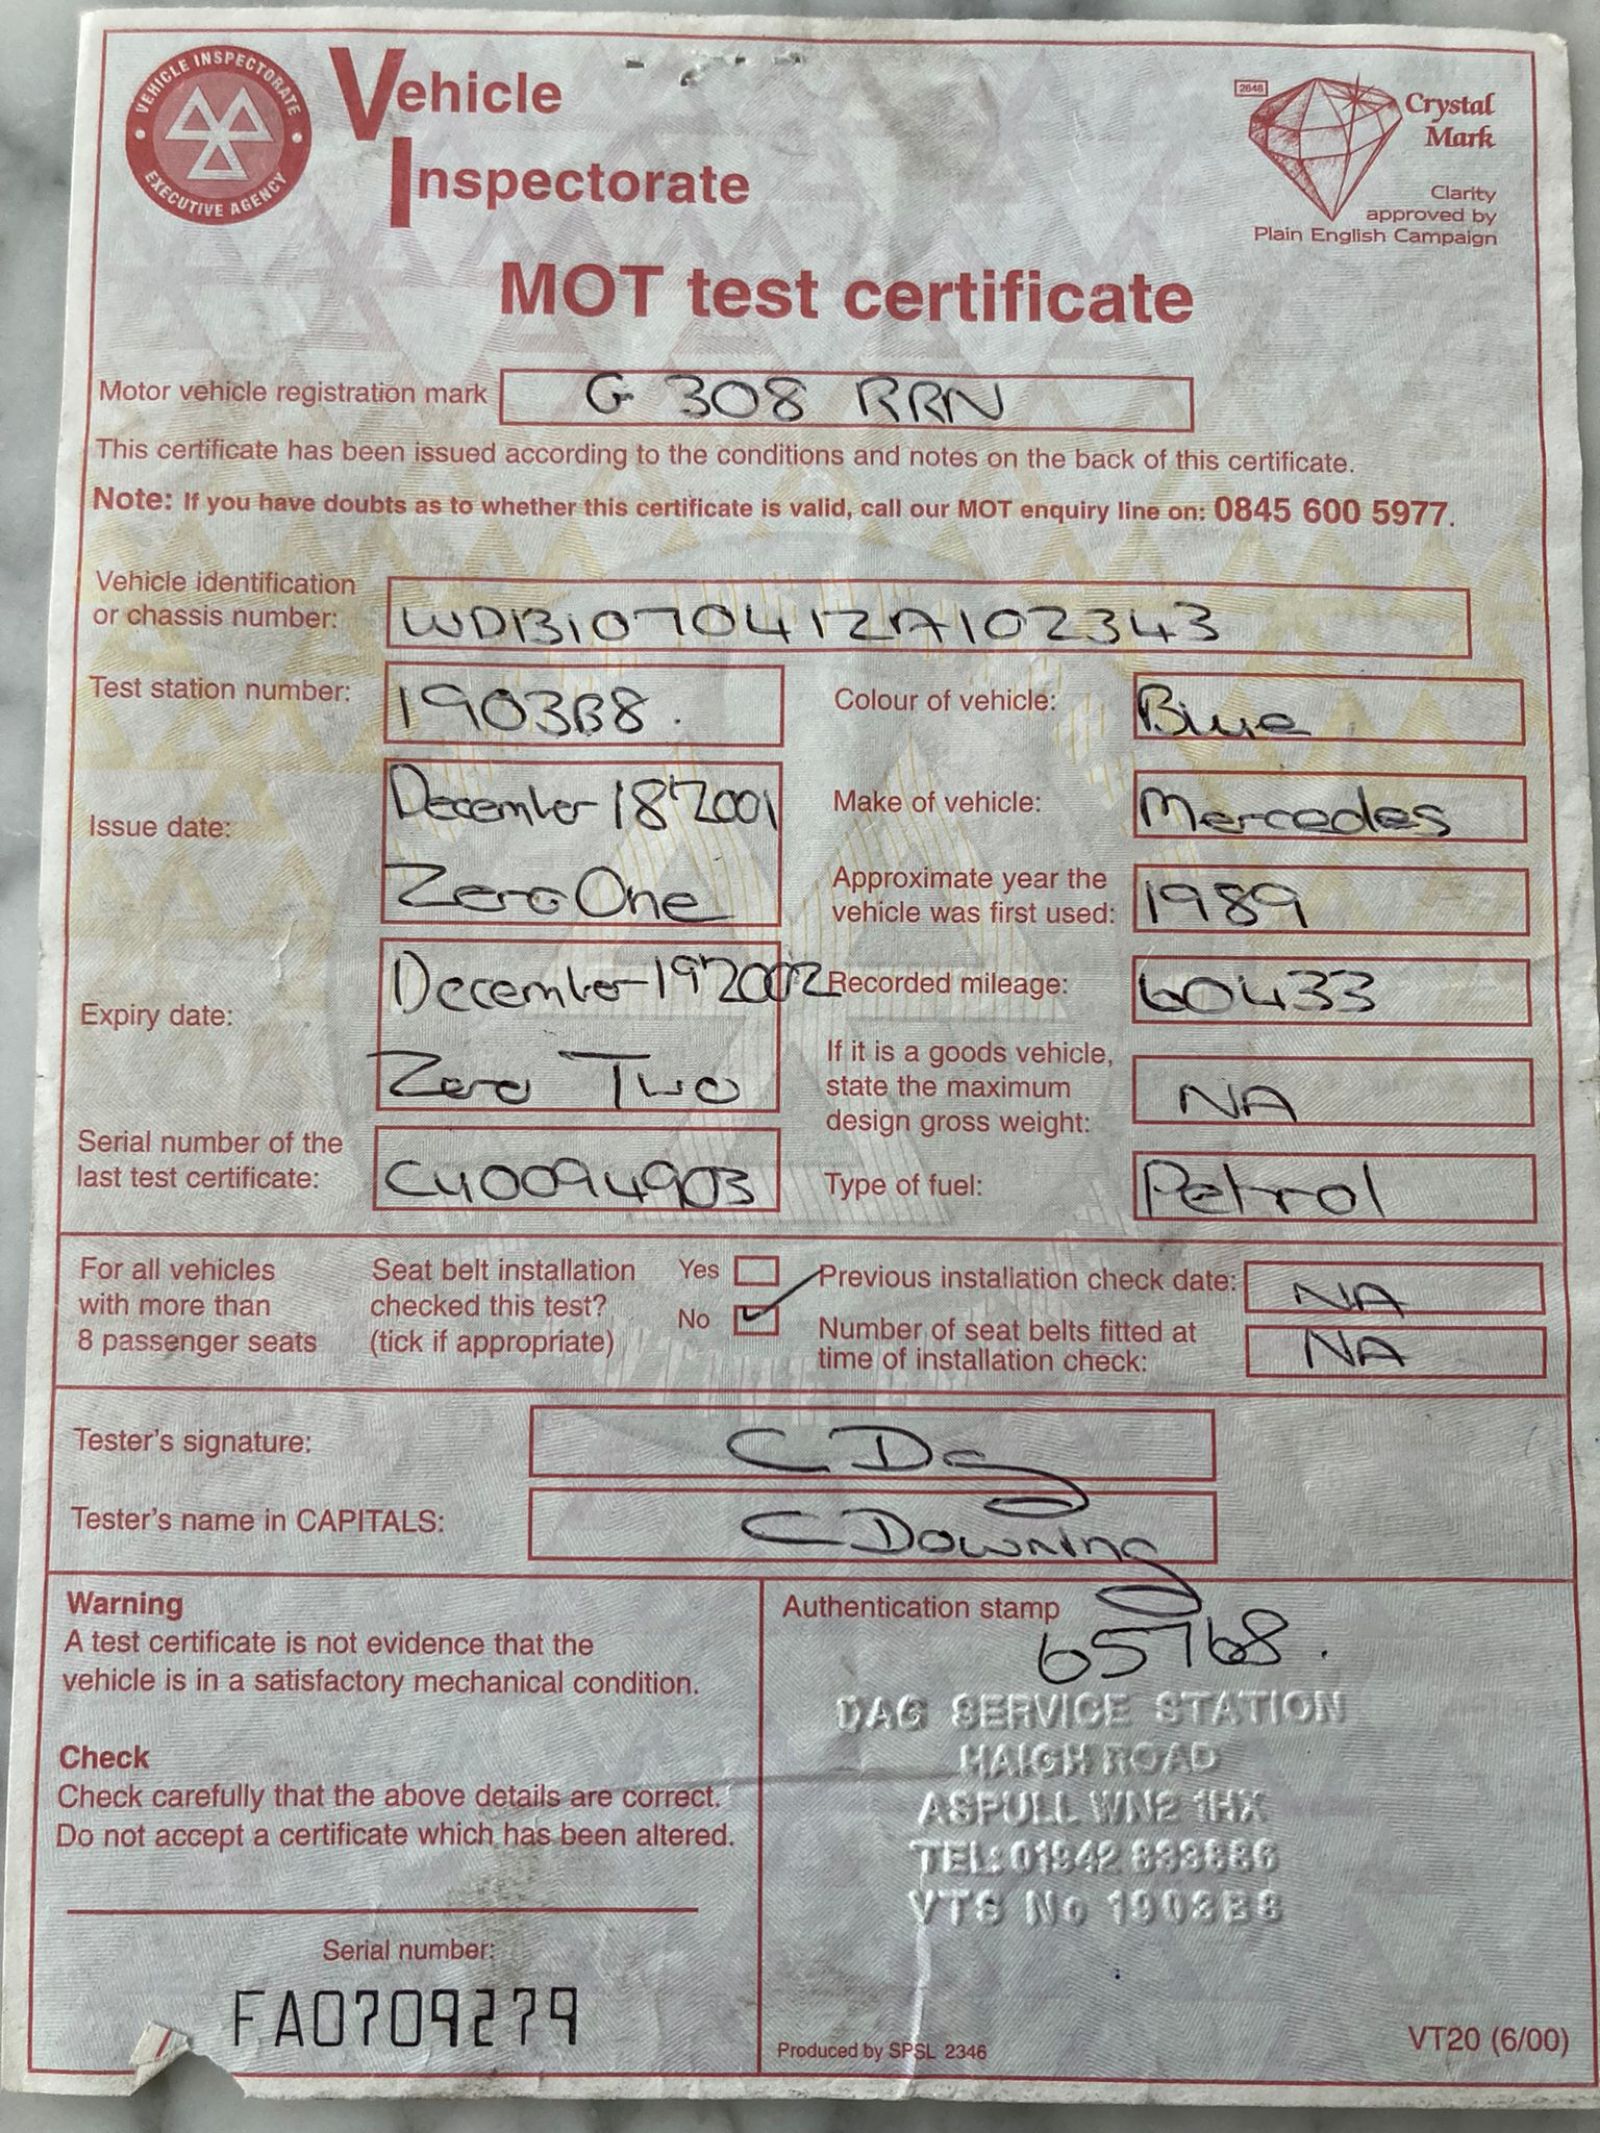 VEHICLE INSPECTORATE
EXECUTIVE AGENCY
Vehicle
Inspectorate
2648
Crystal
Mark
Clarity
approved by
Plain English Campaign
MOT test certificate
Motor vehicle registration mark G 308 RRN
This certificate has been issued according to the conditions and notes on the back of this certificate.
Note: If you have doubts as to whether this certificate is valid, call our MOT enquiry line on: 0845 600 5977.
Vehicle identification
or chassis number: WDB1070412A102343
Test station number: 1903B8.
Colour of vehicle: Blue
Issue date: December 18 2001
Zero One
Make of vehicle: Mercedes
Approximate year the
vehicle was first used: 1989
Expiry date: December 19 2002
Zero Two
Recorded mileage: 60433
If it is a goods vehicle,
state the maximum
design gross weight: NA
Serial number of the
last test certificate: CU0094903
Type of fuel: Petrol
For all vehicles
with more than
8 passenger seats
Seat belt installation
checked this test?
(tick if appropriate)
Yes
No
Previous installation check date: NA
Number of seat belts fitted at
time of installation check: NA
Tester's signature:
Tester's name in CAPITALS: C Downing
Warning
A test certificate is not evidence that the
vehicle is in a satisfactory mechanical condition.
Check
Check carefully that the above details are correct.
Do not accept a certificate which has been altered.
Serial number:
FA0709279
Authentication stamp
65768.
DAG SERVICE STATION
HAIGH ROAD
ASPULL WN2 1HX
TEL: 01942
VTS No 1903B8
Produced by SPSL 2346
VT20 (6/00)